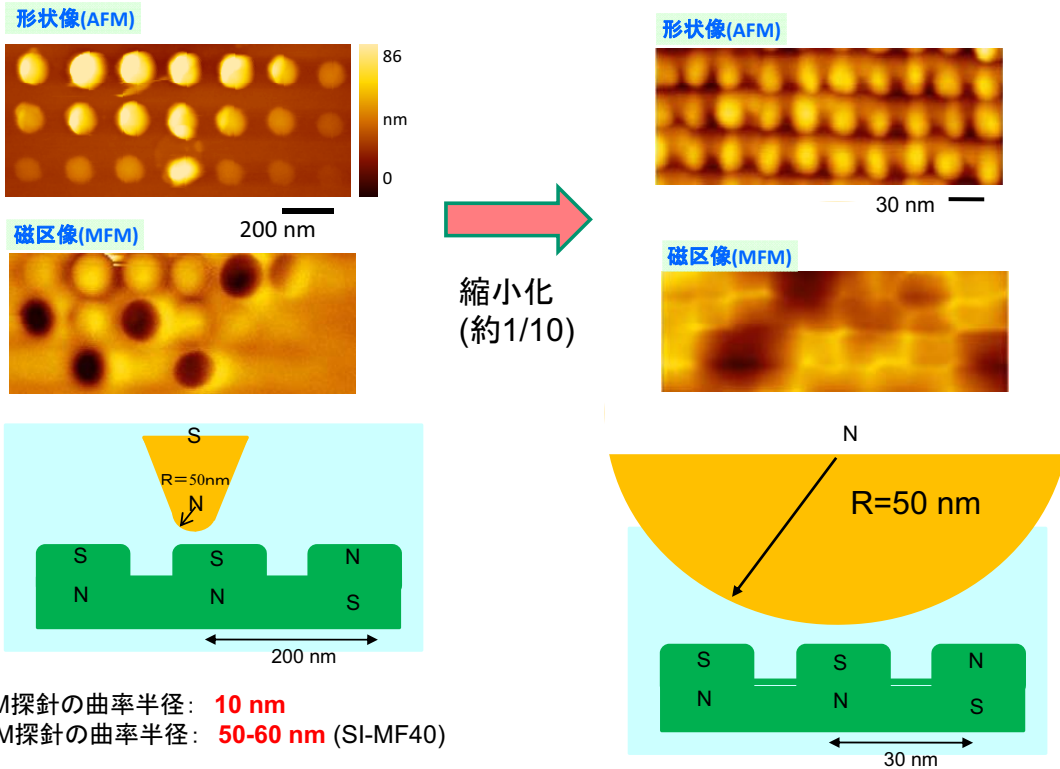 形状像(AFM)
86
nm
0
200 nm
磁区像(MFM)
縮小化
(約1/10)
形状像(AFM)
30 nm
磁区像(MFM)
S
R=50nm
N
S
S
N
N
N
S
200 nm
M探針の曲率半径： 10 nm
M探針の曲率半径： 50-60 nm (SI-MF40)
N
R=50 nm
S
S
N
N
N
S
30 nm